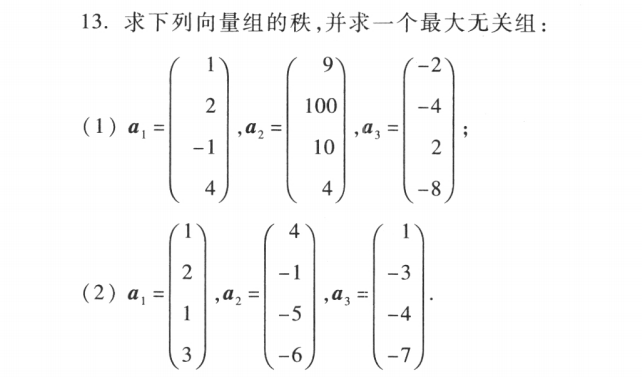 13. 求下列向量组的秩,并求一个最大无关组:
(1) a₁ = ( 1 2 -1 4 ), a₂ = ( 9 100 10 4 ), a₃ = ( -2 -4 2 -8 );
(2) a₁ = ( 1 2 1 3 ), a₂ = ( 4 -1 -5 -6 ), a₃ = ( 1 -3 -4 -7 ).